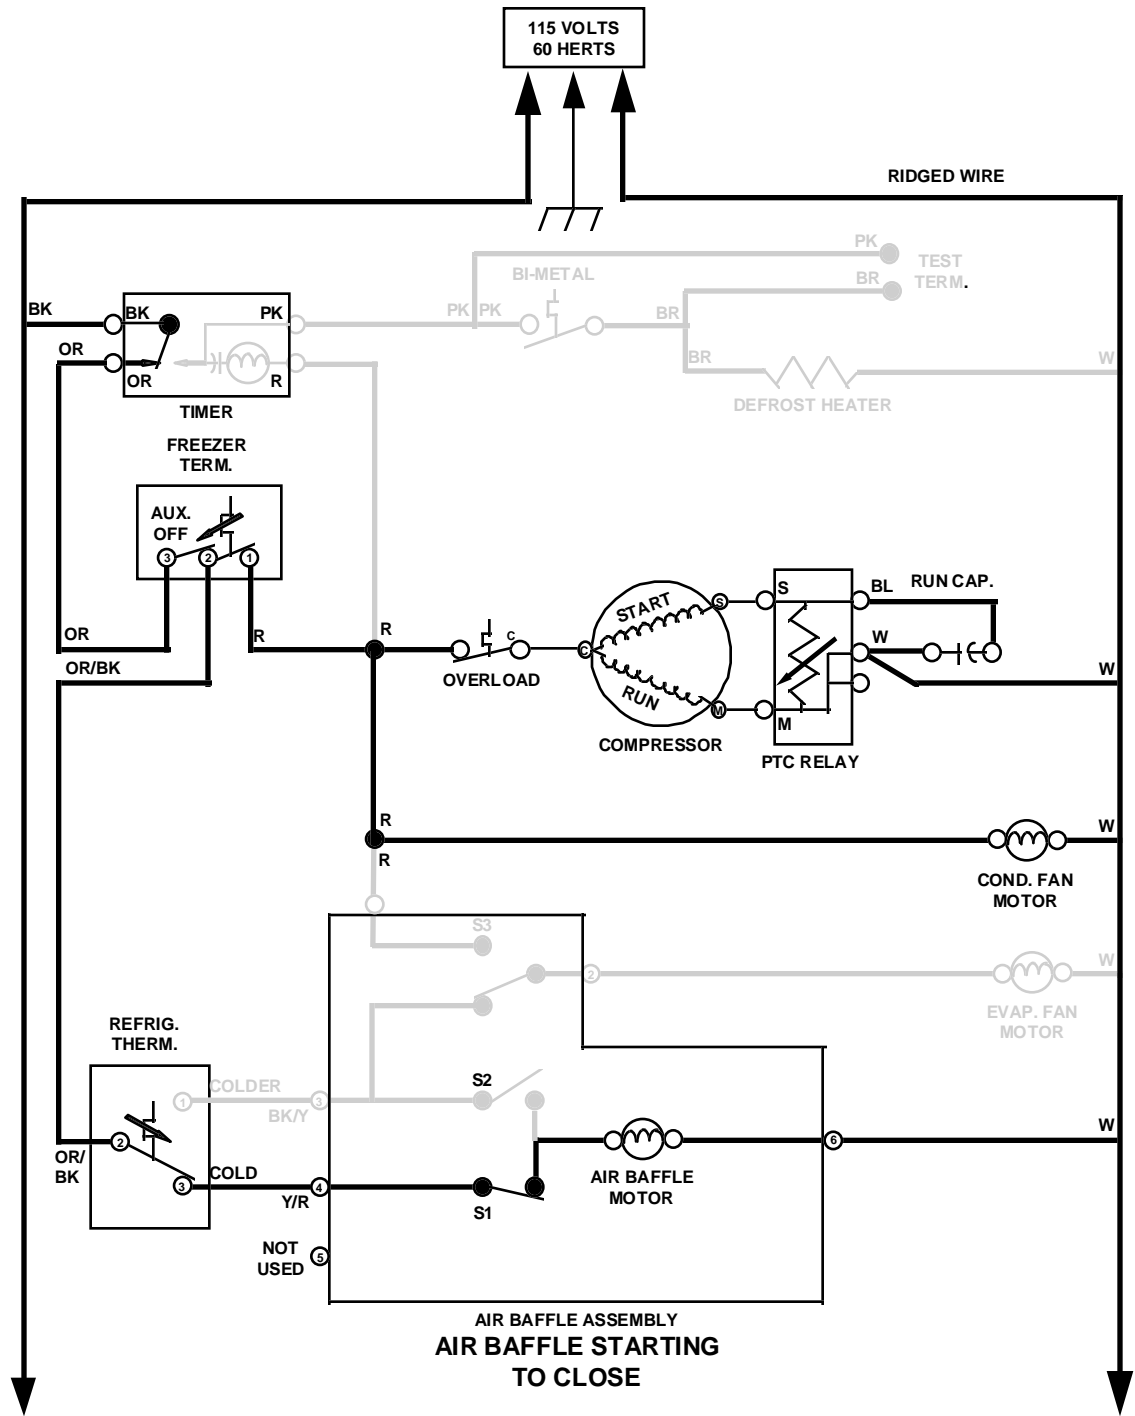 115 VOLTS
60 HERTS
RIDGED WIRE
PK
TEST
TERM.
BI-METAL
BR
BK
BK
PK
PK
PK
BR
OR
OR
R
BR
W
TIMER
DEFROST HEATER
FREEZER
TERM.
AUX.
OFF
3
2
1
S
BL
RUN CAP.
START
S
OR
R
R
C
C
W
OR/BK
OVERLOAD
RUN
M
M
W
COMPRESSOR
PTC RELAY
R
W
R
COND. FAN
MOTOR
S3
2
W
EVAP. FAN
MOTOR
REFRIG.
THERM.
1
COLDER
3
BK/Y
S2
2
OR/
BK
COLD
3
4
Y/R
S1
AIR BAFFLE
MOTOR
6
W
NOT
USED
5
AIR BAFFLE ASSEMBLY
AIR BAFFLE STARTING
TO CLOSE